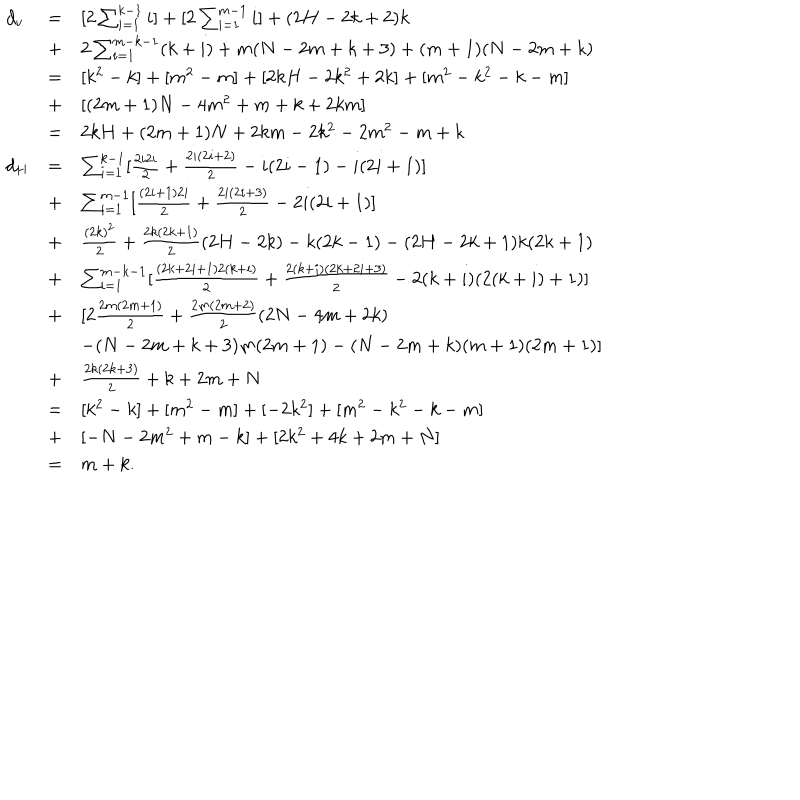 d_v = [2 \sum_{i=1}^{k-1} i] + [2 \sum_{i=1}^{m-1} i] + (2H − 2k + 2)k
+ 2 \sum_{i=1}^{m-k-1} (k + i) + m(N − 2m + k + 3) + (m + 1)(N − 2m + k)
= [k^2 − k] + [m^2 − m] + [2kH − 2k^2 + 2k] + [m^2 − k^2 − k − m]
+ [(2m + 1)N − 4m^2 + m + k + 2km]
= 2kH + (2m + 1)N + 2km − 2k^2 − 2m^2 − m + k
d_H = \sum_{i=1}^{k-1} [\frac{2i2i}{2} + \frac{2i(2i+2)}{2} − i(2i − 1) − i(2i + 1)]
+ \sum_{i=1}^{m-1} [\frac{(2i+1)2i}{2} + \frac{2i(2i+3)}{2} − 2i(2i + 1)]
+ \frac{(2k)^2}{2} + \frac{2k(2k+1)}{2} (2H − 2k) − k(2k − 1) − (2H − 2k + 1)k(2k + 1)
+ \sum_{i=1}^{m-k-1} [\frac{(2k+2i+1)2(k+i)}{2} + \frac{2(k+i)(2k+2i+3)}{2} − 2(k + i)(2(k + i) + 1)]
+ [2\frac{2m(2m+1)}{2} + \frac{2m(2m+2)}{2} (2N − 4m + 2k)
−(N − 2m + k + 3)m(2m + 1) − (N − 2m + k)(m + 1)(2m + 1)]
+ \frac{2k(2k+3)}{2} + k + 2m + N
= [k^2 − k] + [m^2 − m] + [−2k^2] + [m^2 − k^2 − k − m]
+ [−N − 2m^2 + m − k] + [2k^2 + 4k + 2m + N]
= m + k.